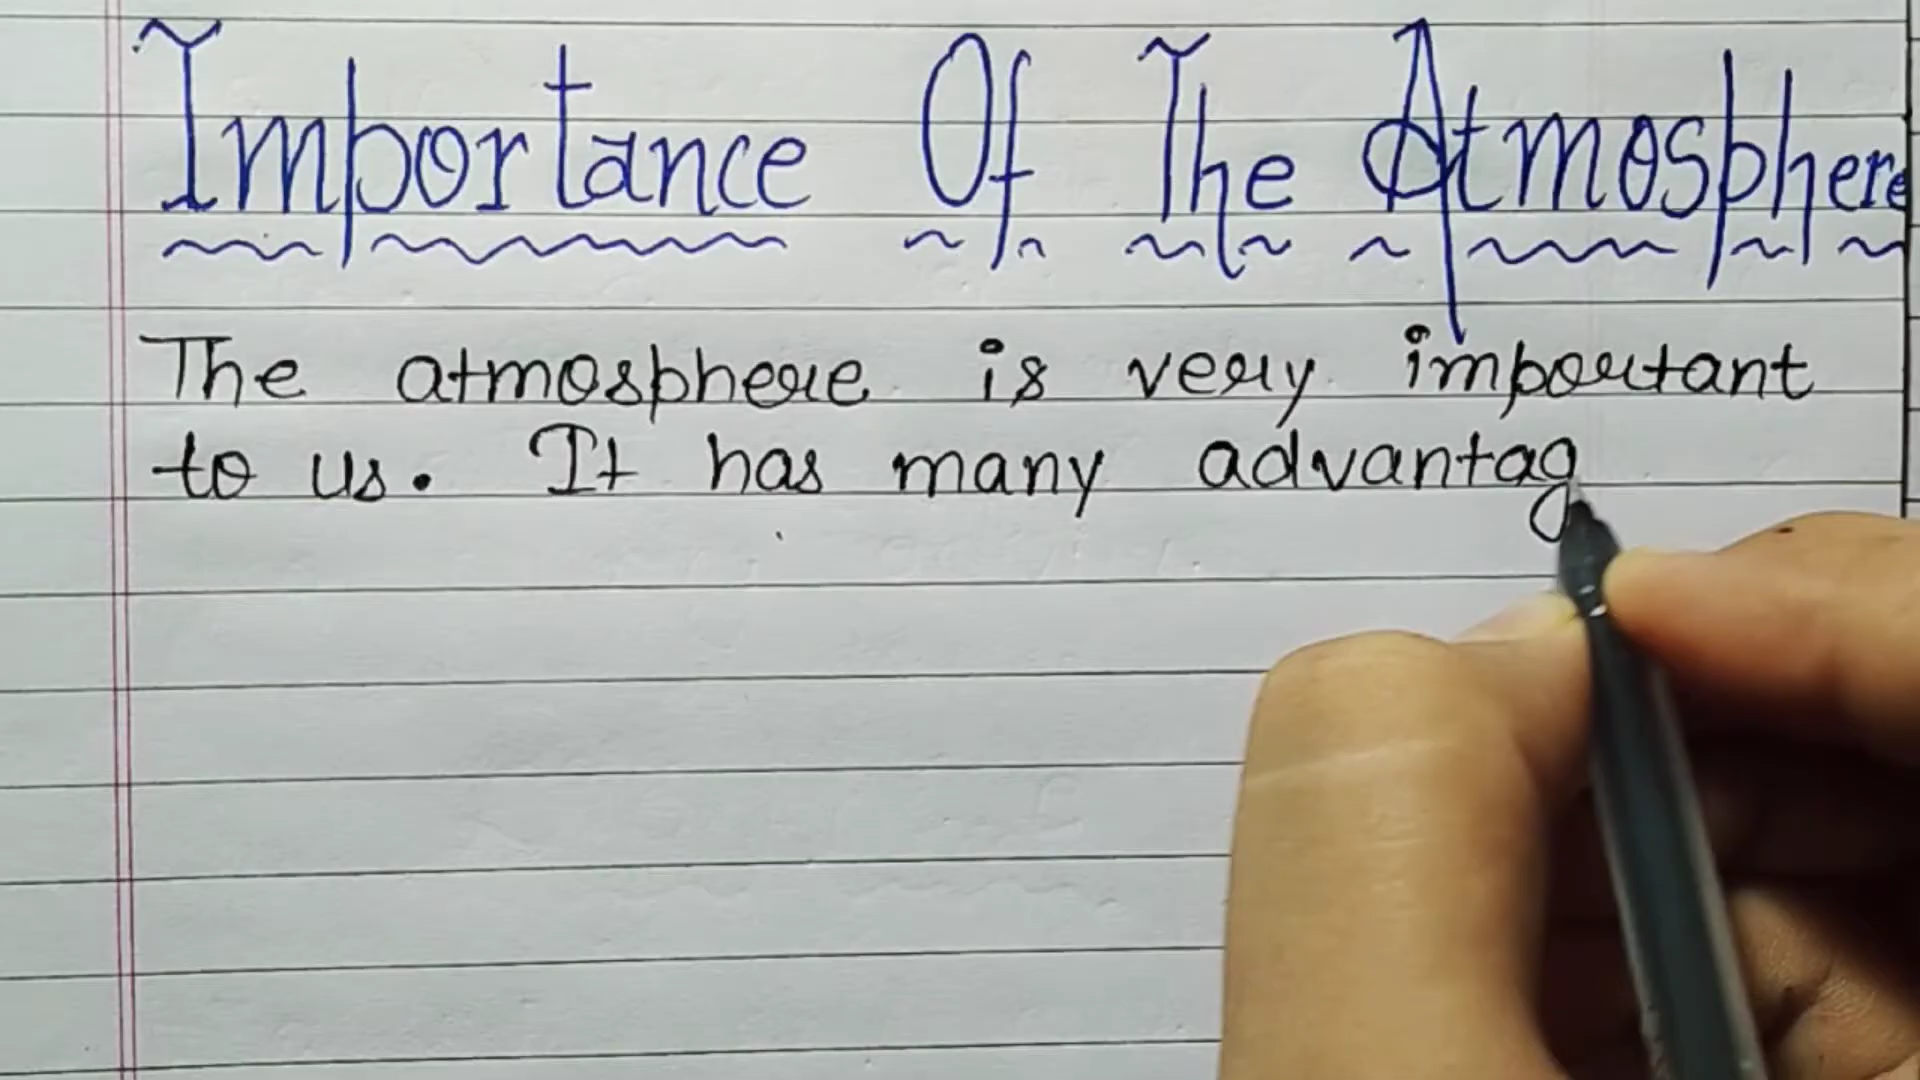 Importance Of The Atmosphere
The atmosphere is very important
to us. It has many advantag